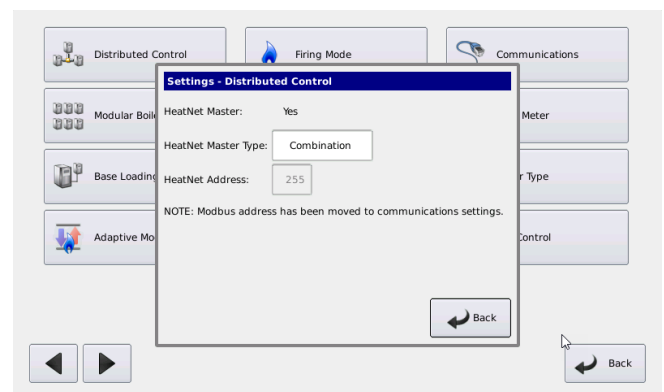 Distributed Control
Firing Mode
Communications
Settings - Distributed Control
HeatNet Master: Yes
Modular Boil
Meter
HeatNet Master Type: Combination
Base Loading
HeatNet Address: 255
Type
NOTE: Modbus address has been moved to communications settings.
Adaptive Mo
Control
Back
Back